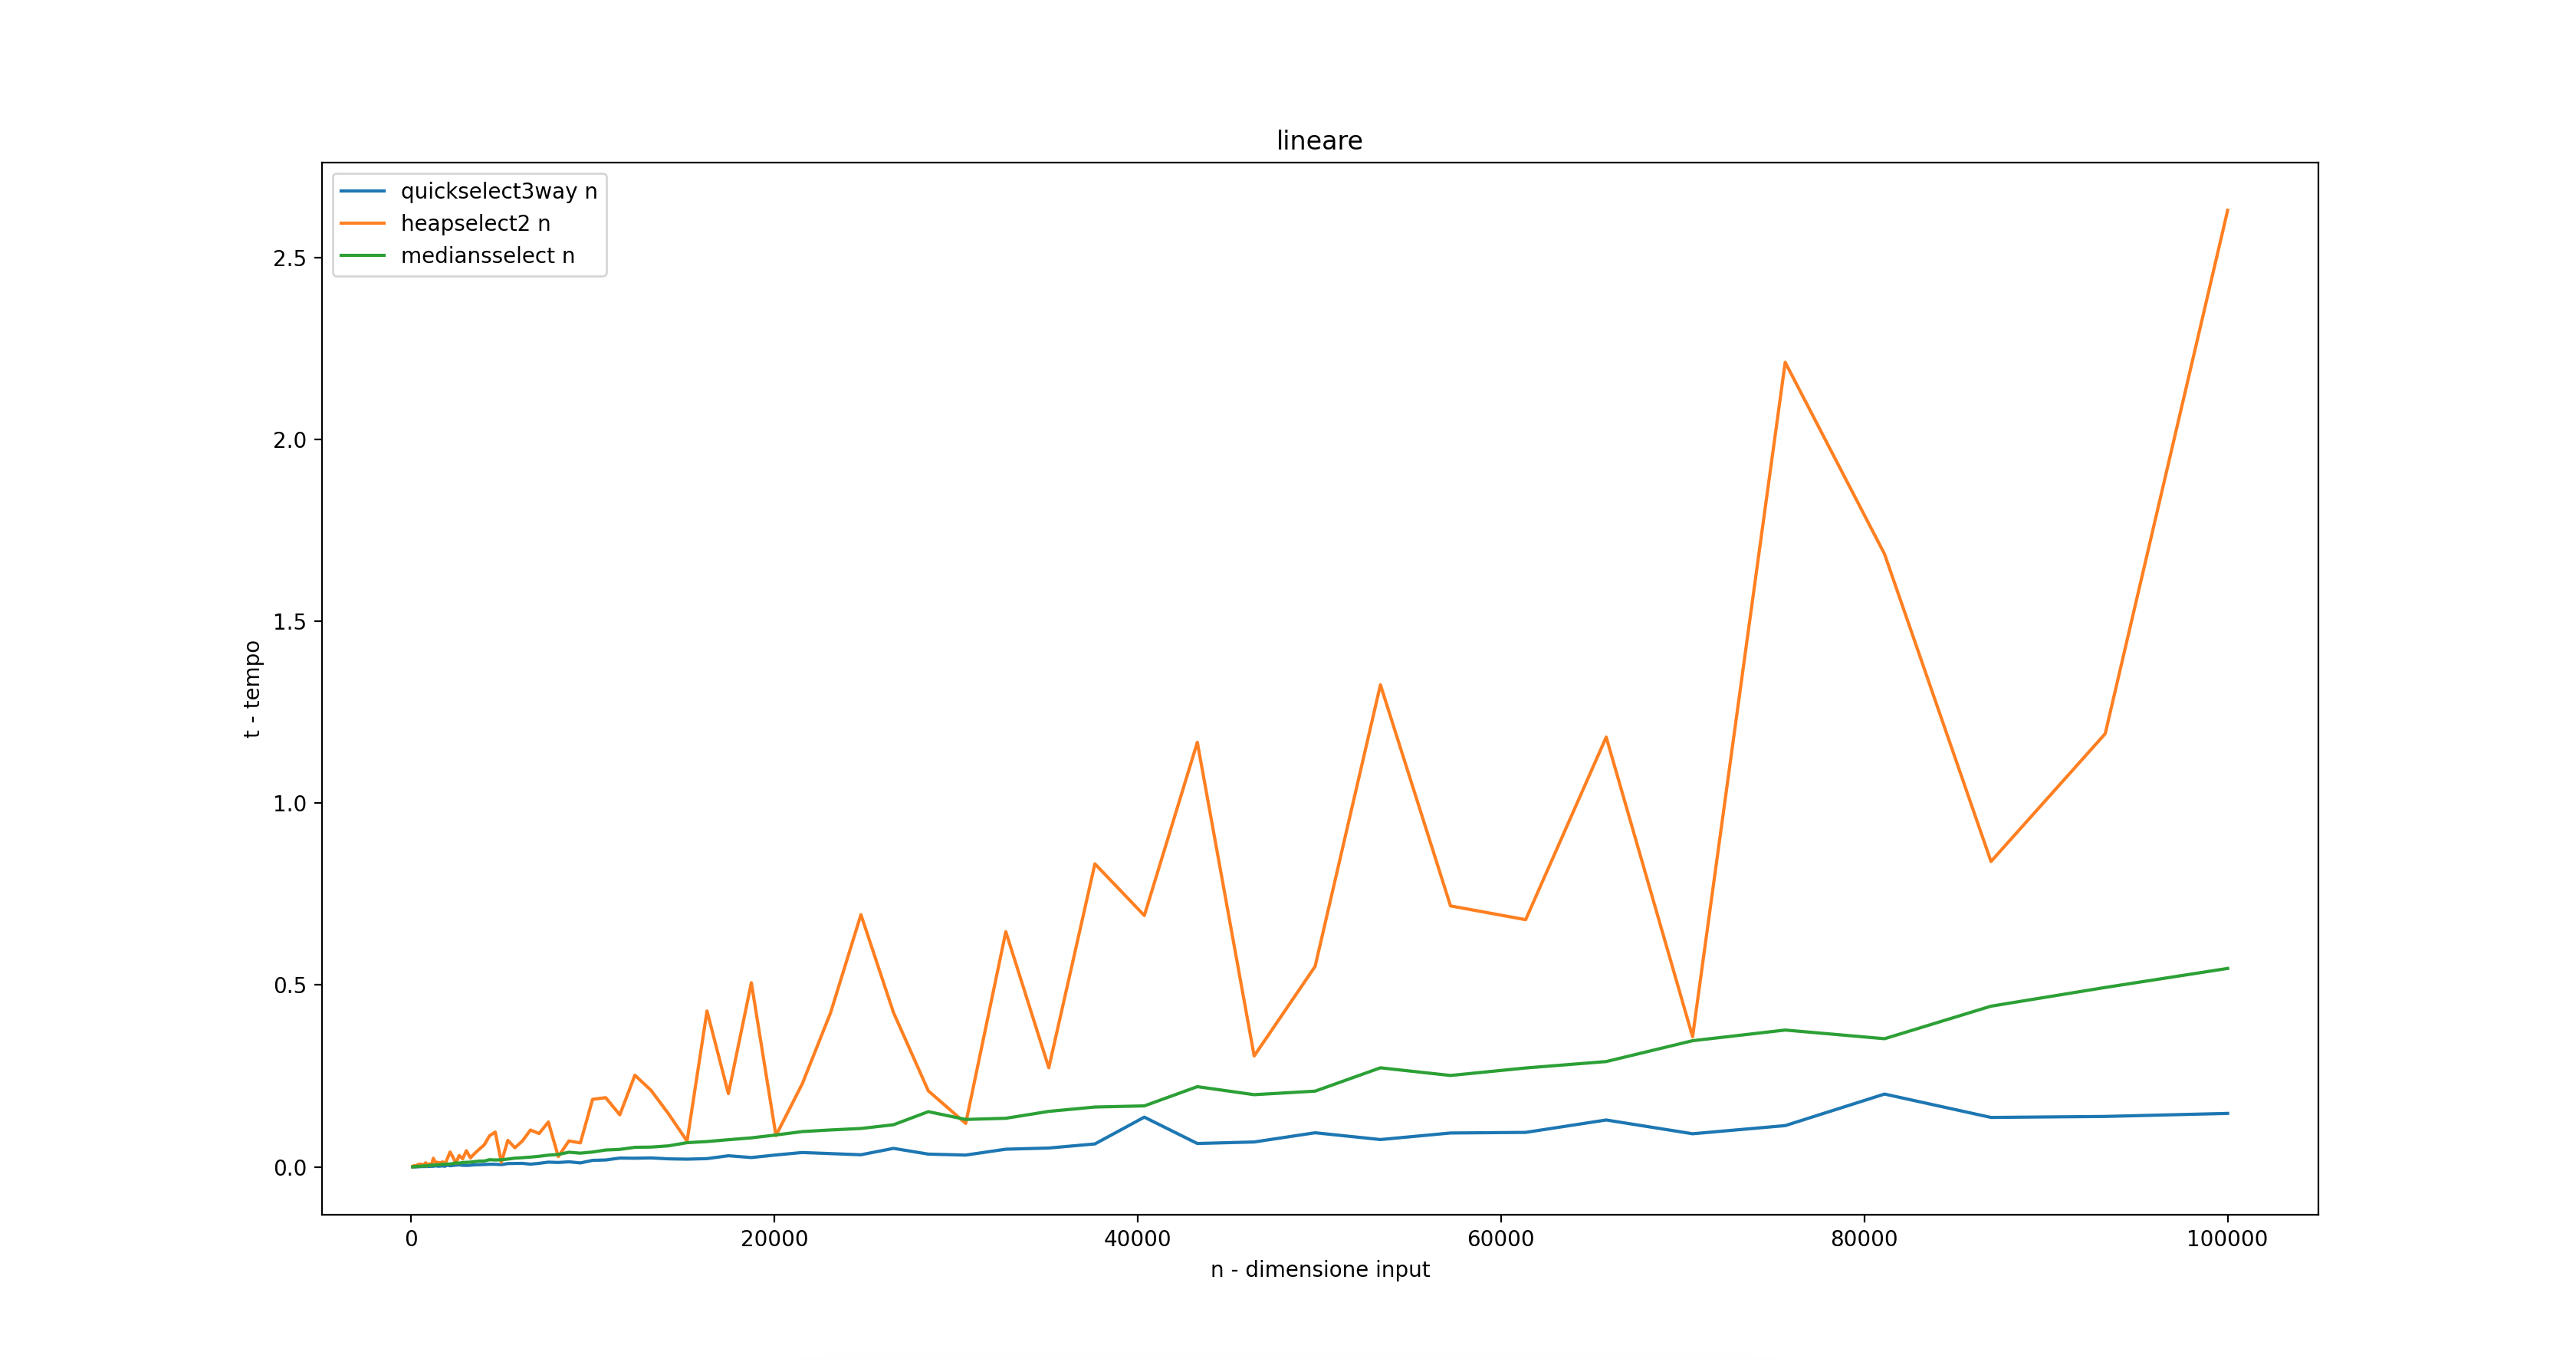 lineare
quickselect3way n
heapselect2 n
mediansselect n
2.5
2.0
1.5
1.0
0.5
0.0
t - tempo
0 20000 40000 60000 80000 100000
n - dimensione input